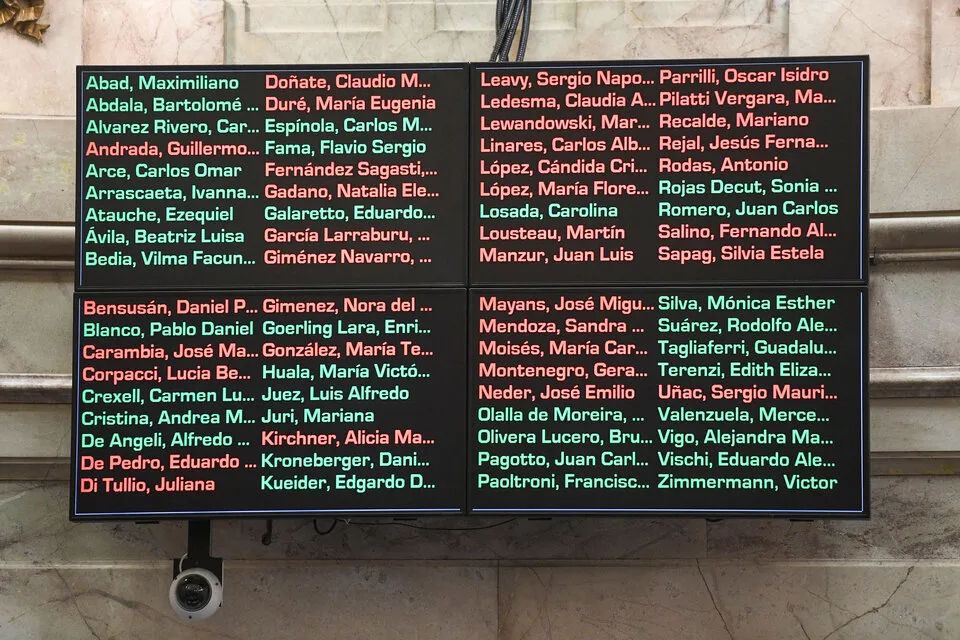 Abad, Maximiliano
Abdala, Bartolomé ...
Alvarez Rivero, Car...
Andrada, Guillermo...
Arce, Carlos Omar
Arrascaeta, Ivanna...
Atauche, Ezequiel
Ávila, Beatriz Luisa
Bedia, Vilma Facun...
Bensusán, Daniel P...
Blanco, Pablo Daniel
Carambia, José Ma...
Corpacci, Lucia Be...
Crexell, Carmen Lu...
Cristina, Andrea M...
De Angeli, Alfredo ...
De Pedro, Eduardo ...
Di Tullio, Juliana
Doñate, Claudio M...
Duré, María Eugenia
Espínola, Carlos M...
Fama, Flavio Sergio
Fernández Sagasti,...
Gadano, Natalia Ele...
Galaretto, Eduardo...
García Larraburu, ...
Giménez Navarro, ...
Gimenez, Nora del ...
Goerling Lara, Enri...
González, María Te...
Huala, María Victó...
Juez, Luis Alfredo
Juri, Mariana
Kirchner, Alicia Ma...
Kroneberger, Dani...
Kueider, Edgardo D...
Leavy, Sergio Napo...
Ledesma, Claudia A...
Lewandowski, Mar...
Linares, Carlos Alb...
López, Cándida Cri...
López, María Flore...
Losada, Carolina
Lousteau, Martín
Manzur, Juan Luis
Mayans, José Migu...
Mendoza, Sandra ...
Moisés, María Car...
Montenegro, Gera...
Neder, José Emilio
Olalla de Moreira, ...
Olivera Lucero, Bru...
Pagotto, Juan Carl...
Paoltroni, Francisc...
Parrilli, Oscar Isidro
Pilatti Vergara, Ma...
Recalde, Mariano
Rejal, Jesús Ferna...
Rodas, Antonio
Rojas Decut, Sonia ...
Romero, Juan Carlos
Salino, Fernando Al...
Sapag, Silvia Estela
Silva, Mónica Esther
Suárez, Rodolfo Ale...
Tagliaferri, Guadalu...
Terenzi, Edith Eliza...
Uñac, Sergio Mauri...
Valenzuela, Merce...
Vigo, Alejandra Ma...
Vischi, Eduardo Ale...
Zimmermann, Victor